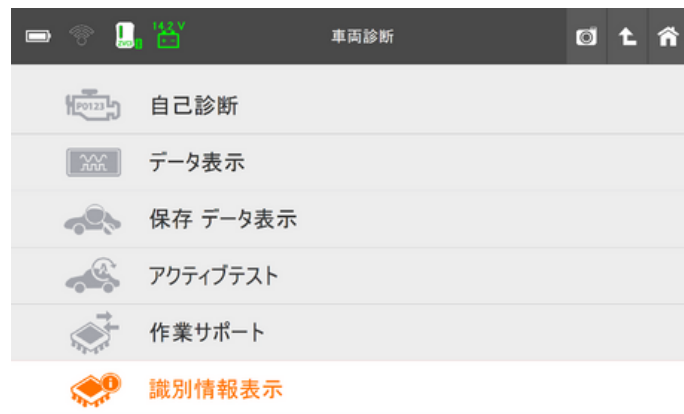 14.2 V
車両診断
P0123
自己診断
データ表示
保存 データ表示
アクティブテスト
作業サポート
識別情報表示